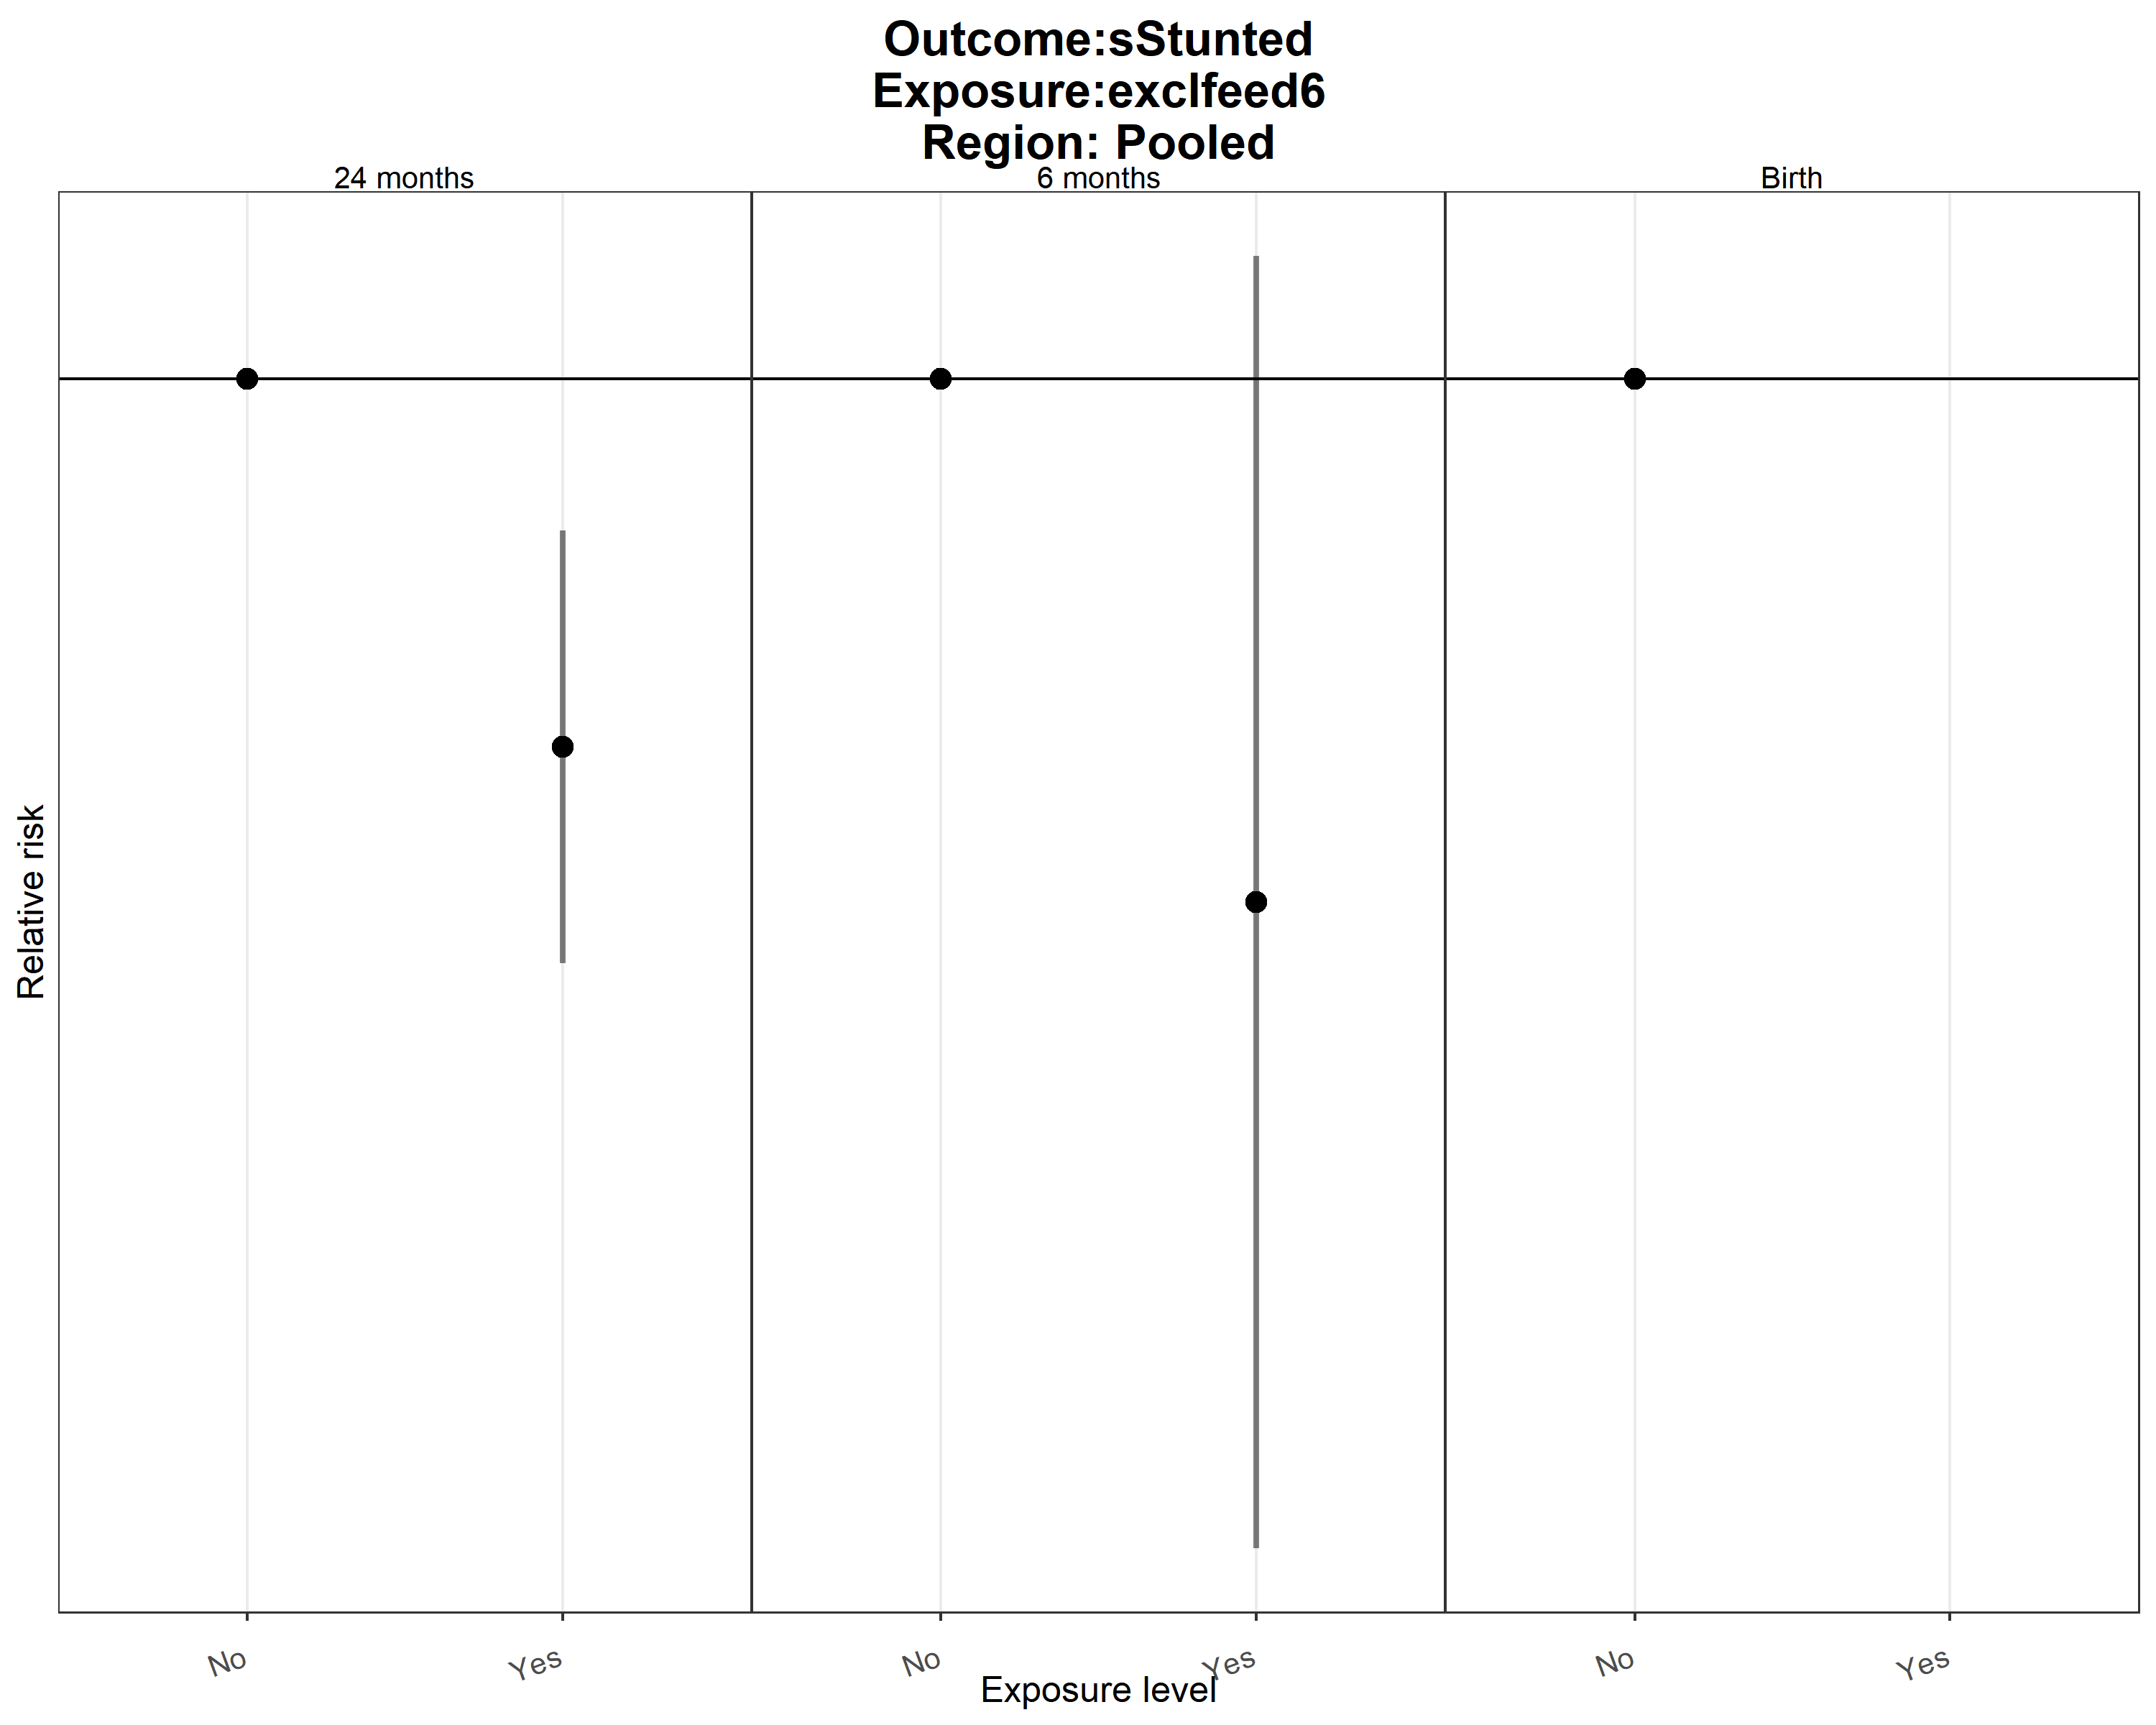 Outcome:sStunted
Exposure:exclfeed6
Region: Pooled
24 months
6 months
Birth
Relative risk
No
Yes
No
Yes
No
Yes
Exposure level